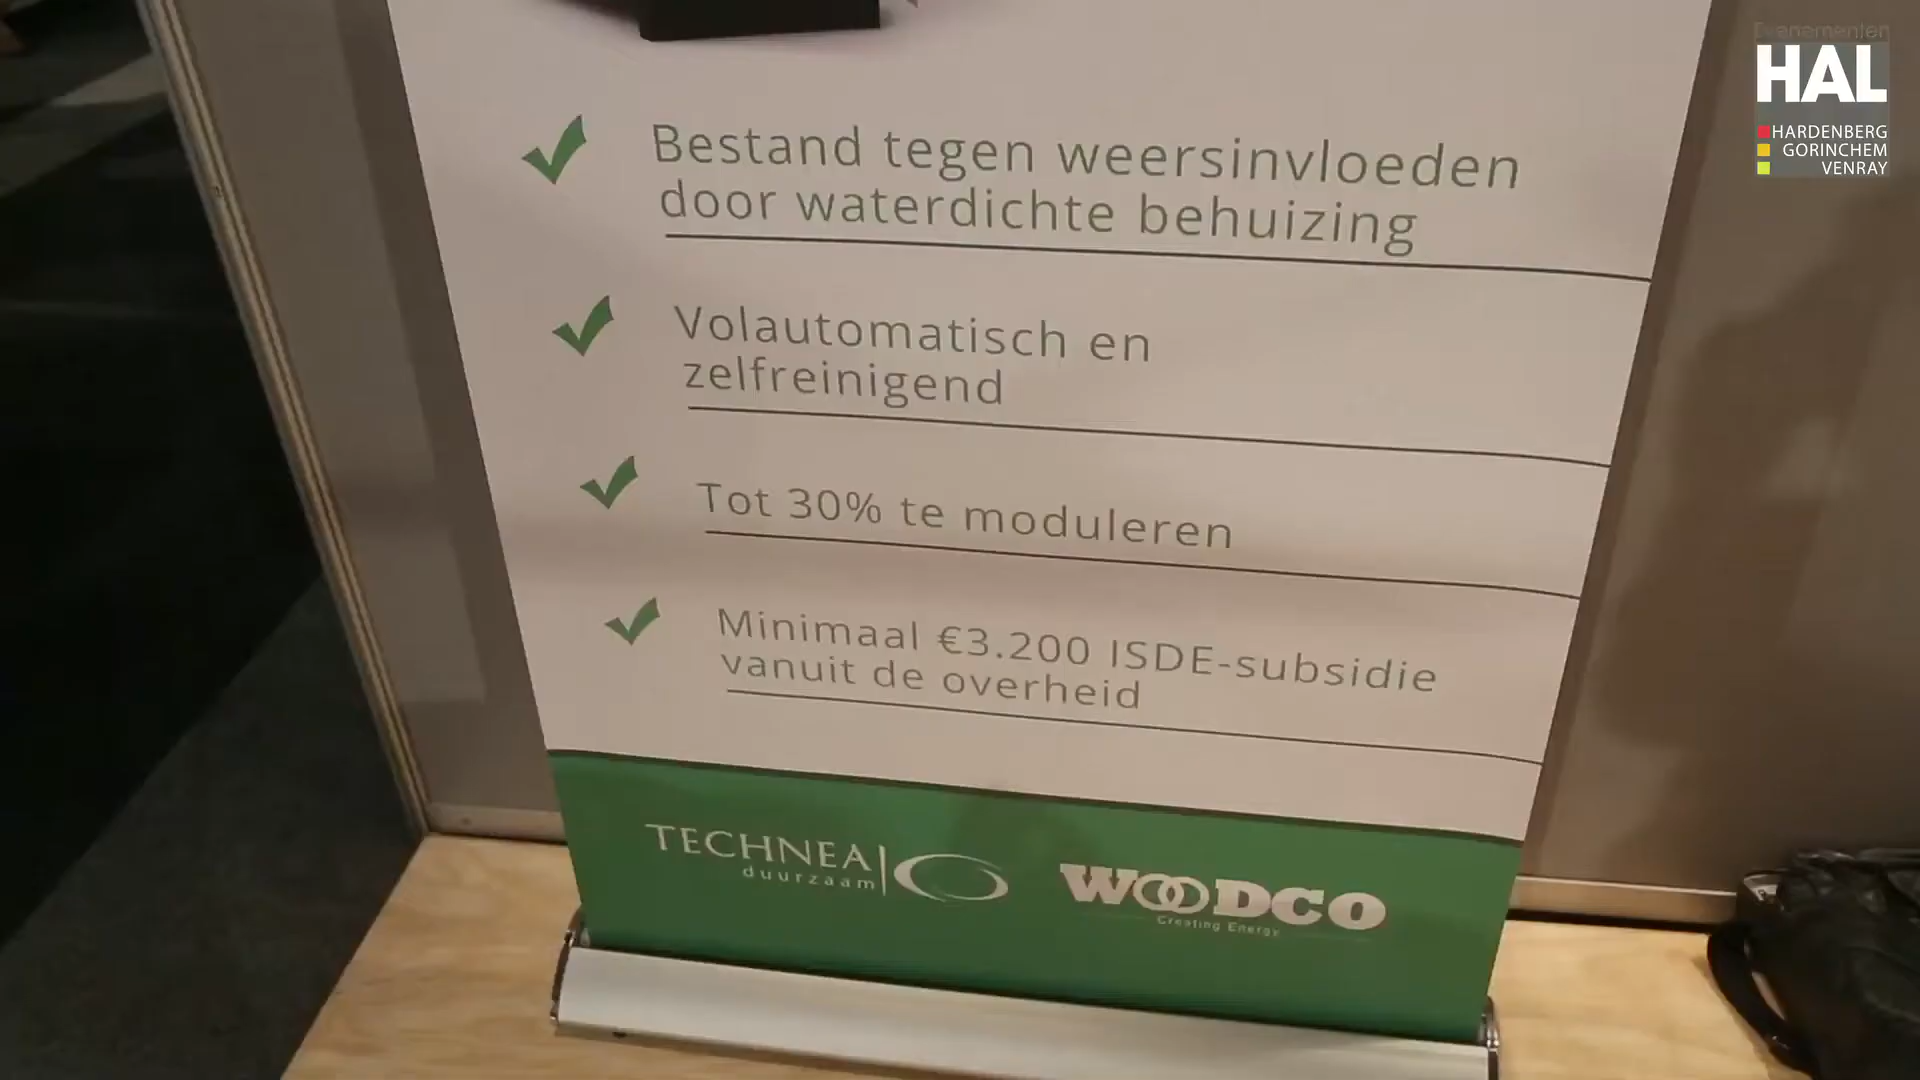 Evenementen
HAL
HARDENBERG
GORINCHEM
VENRAY
Bestand tegen weersinvloeden
door waterdichte behuizing
Volautomatisch en
zelfreinigend
Tot 30% te moduleren
Minimaal €3.200 ISDE-subsidie
vanuit de overheid
TECHNEA
duurzaam
WOODCO
Creating Energy